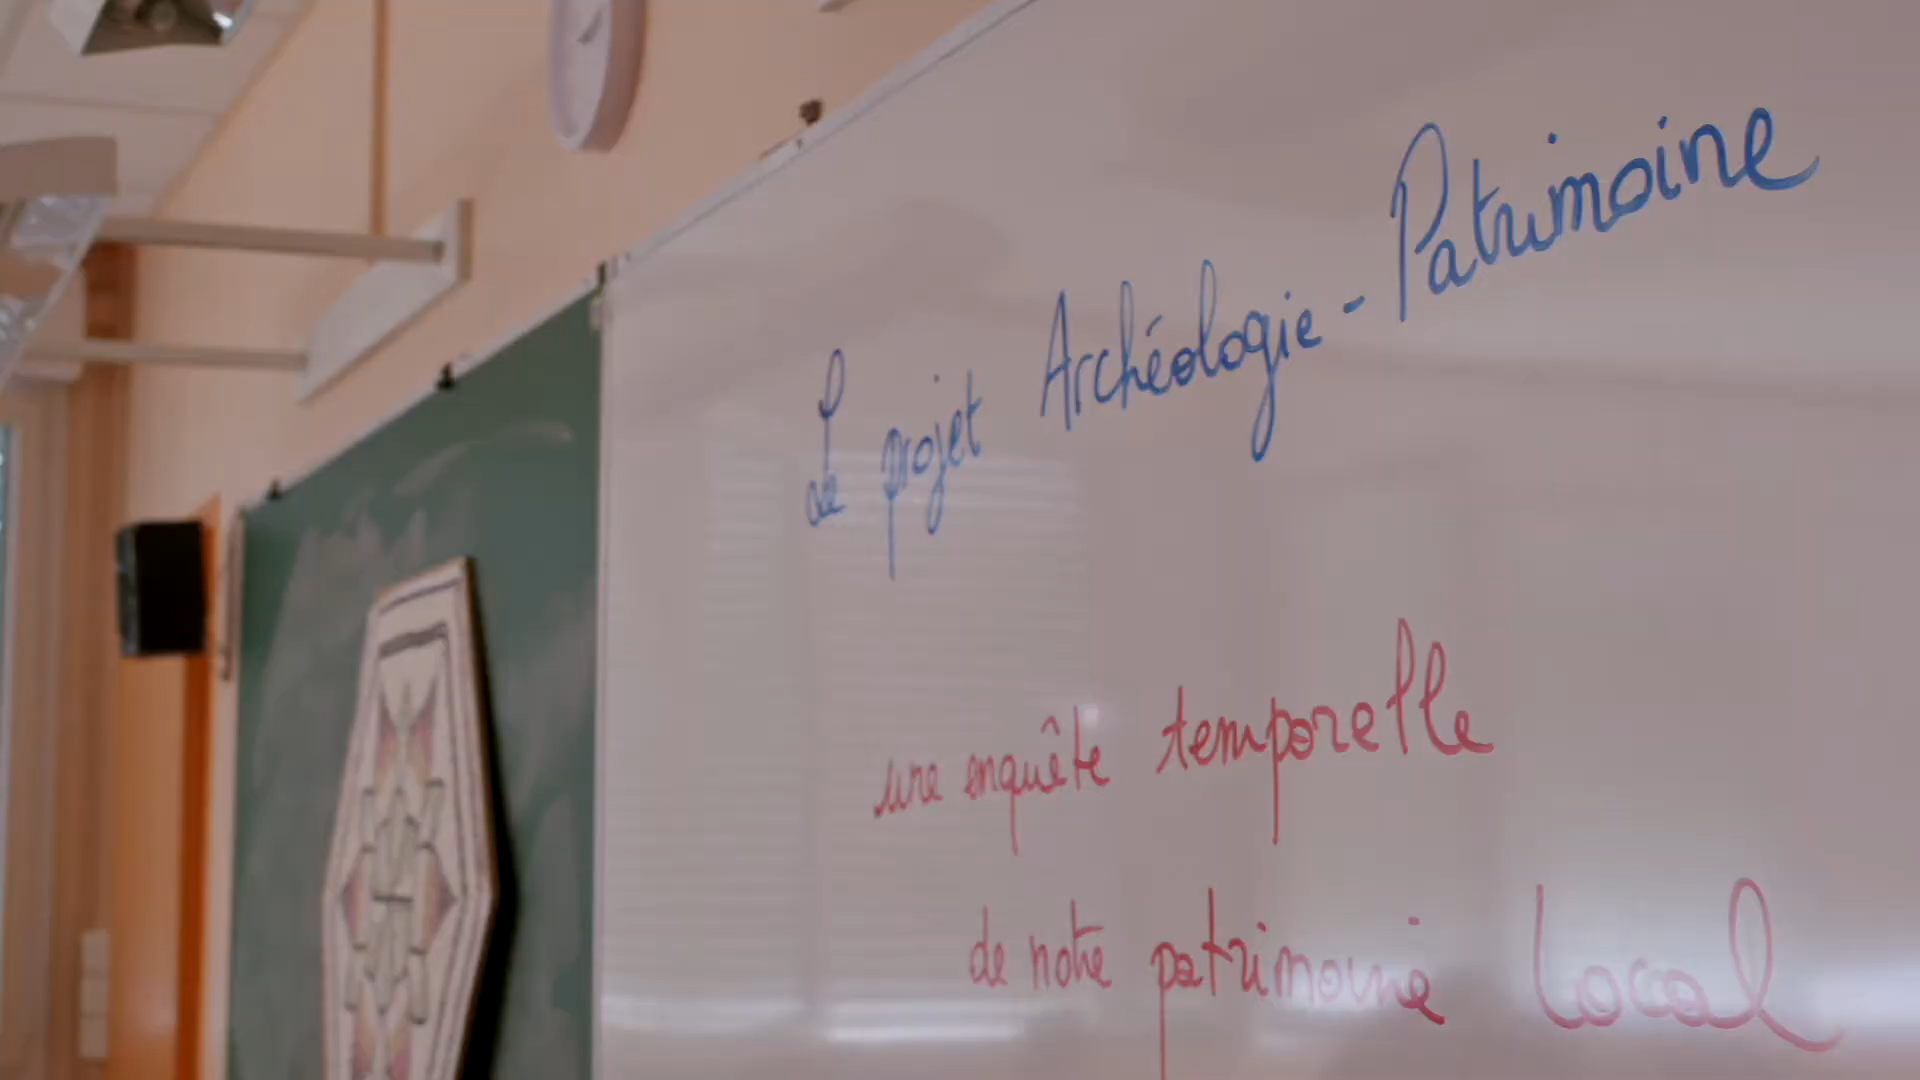 Le projet Archéologie - Patrimoine
une enquête temporelle
de notre patrimoine local